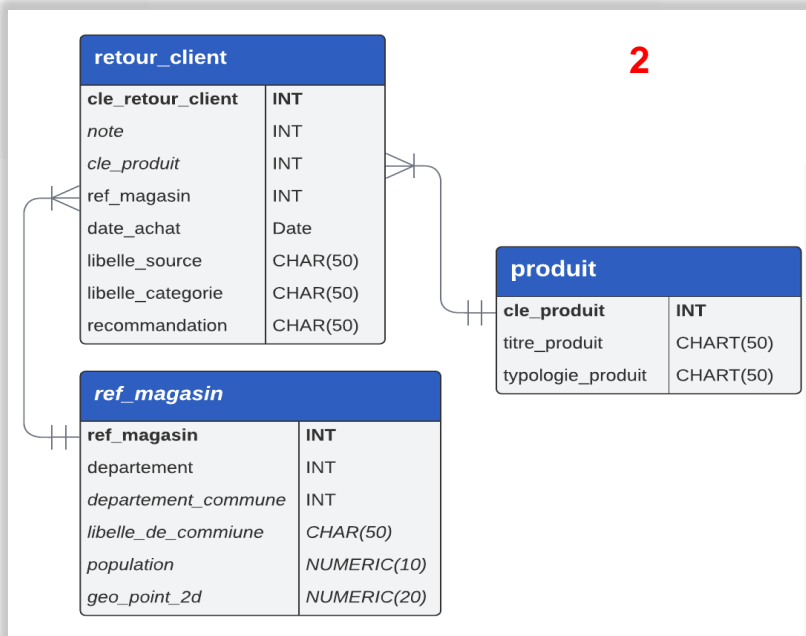 2
retour_client
cle_retour_client INT
note INT
cle_produit INT
ref_magasin INT
date_achat Date
libelle_source CHAR(50)
libelle_categorie CHAR(50)
recommandation CHAR(50)
produit
cle_produit INT
titre_produit CHART(50)
typologie_produit CHART(50)
ref_magasin
ref_magasin INT
departement INT
departement_commune INT
libelle_de_commiune CHAR(50)
population NUMERIC(10)
geo_point_2d NUMERIC(20)